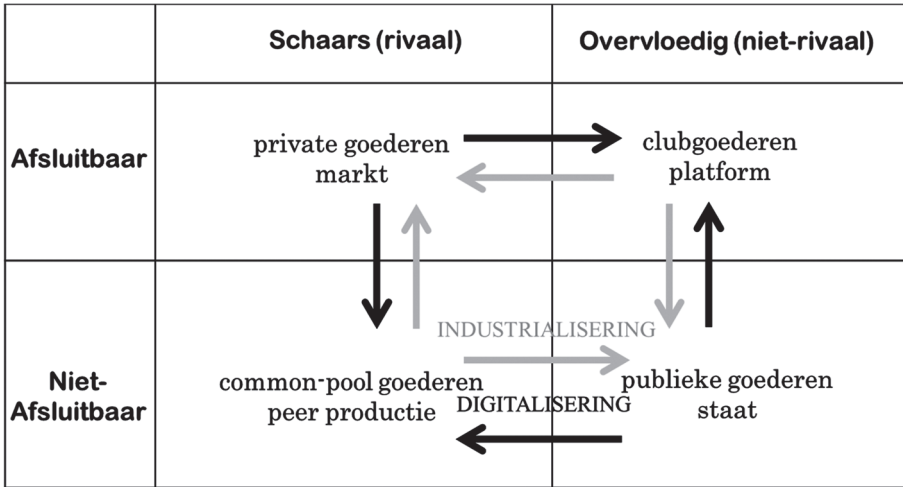 Schaars (rivaal)
Overvloedig (niet-rivaal)
Afsluitbaar
private goederen
markt
clubgoederen
platform
Niet-
Afsluitbaar
INDUSTRIALISERING
common-pool goederen
peer productie
DIGITALISERING
publieke goederen
staat